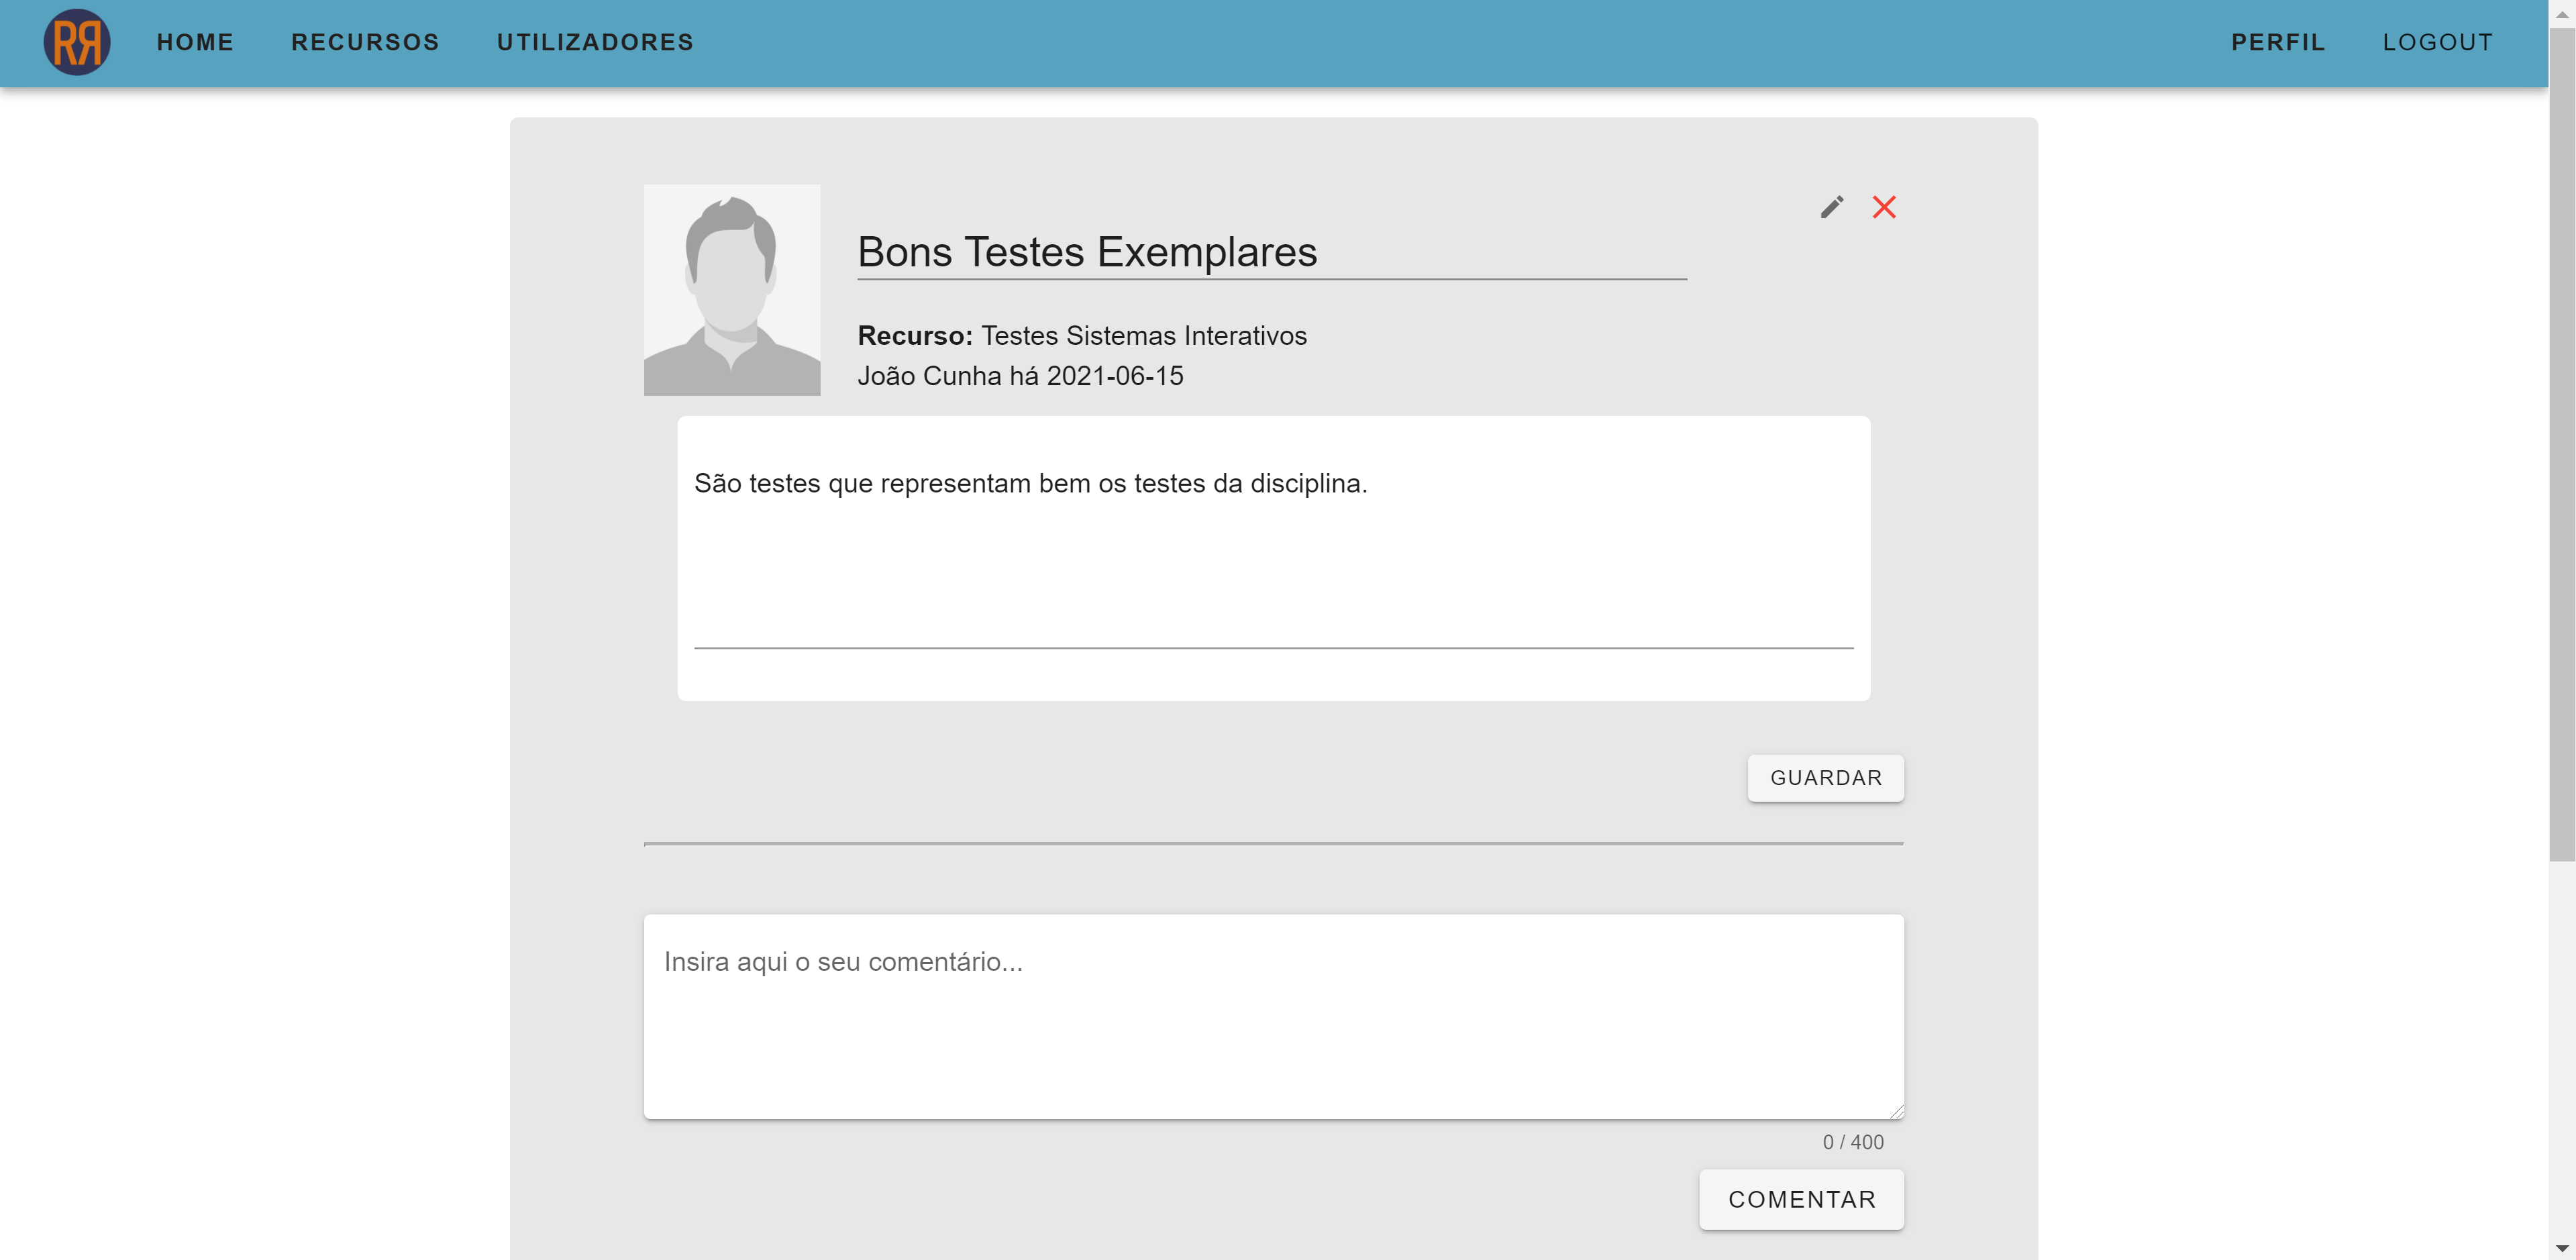 HOME RECURSOS UTILIZADORES PERFIL LOGOUT
Bons Testes Exemplares
Recurso: Testes Sistemas Interativos
João Cunha há 2021-06-15
São testes que representam bem os testes da disciplina.
GUARDAR
Insira aqui o seu comentário...
0 / 400
COMENTAR